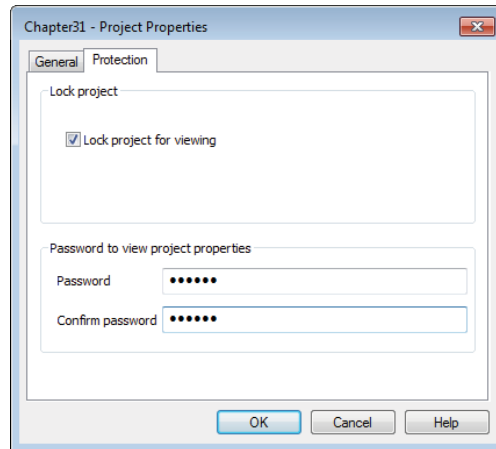 Chapter31 - Project Properties
General Protection
Lock project
Lock project for viewing
Password to view project properties
Password ••••••
Confirm password ••••••
OK Cancel Help